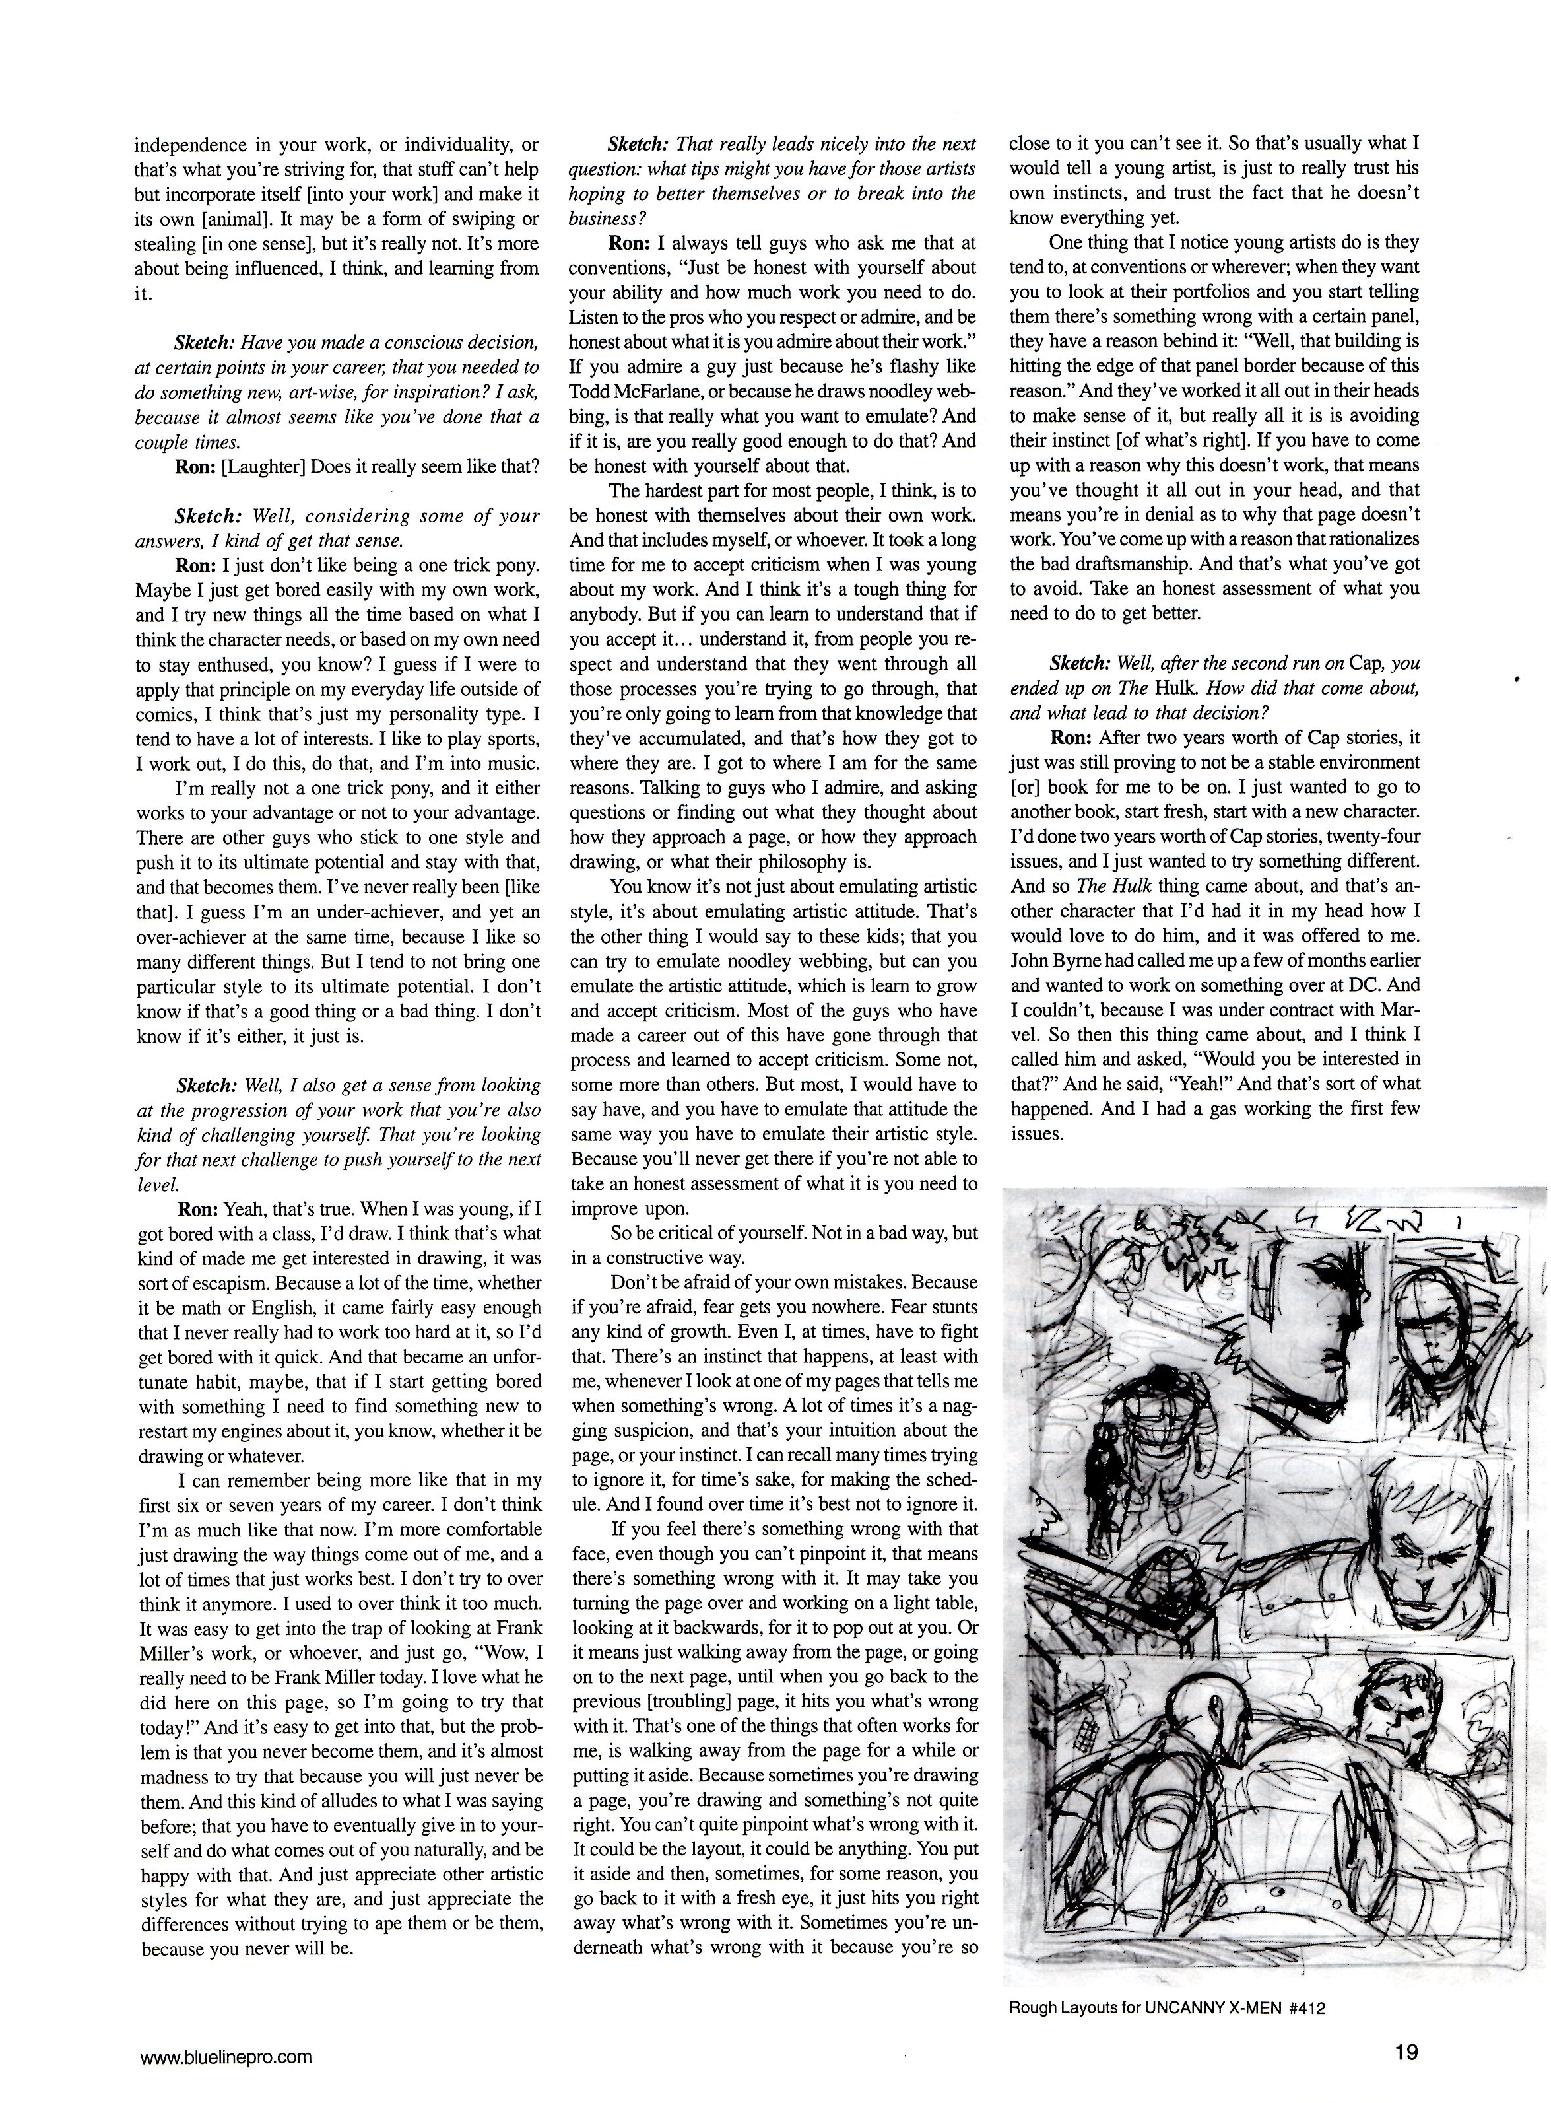 independence in your work, or individuality, or
that's what you're striving for, that stuff can't help
but incorporate itself [into your work] and make it
its own [animal]. It may be a form of swiping or
stealing [in one sense], but it's really not. It's more
about being influenced, I think, and learning from
it.
Sketch: Have you made a conscious decision,
at certain points in your career, that you needed to
do something new, art-wise, for inspiration? I ask,
because it almost seems like you've done that a
couple times.
Ron: [Laughter] Does it really seem like that?
Sketch: Well, considering some of your
answers, I kind of get that sense.
Ron: I just don't like being a one trick pony.
Maybe I just get bored easily with my own work,
and I try new things all the time based on what I
think the character needs, or based on my own need
to stay enthused, you know? I guess if I were to
apply that principle on my everyday life outside of
comics, I think that's just my personality type. I
tend to have a lot of interests. I like to play sports,
I work out, I do this, do that, and I'm into music.
I'm really not a one trick pony, and it either
works to your advantage or not to your advantage.
There are other guys who stick to one style and
push it to its ultimate potential and stay with that,
and that becomes them. I've never really been [like
that]. I guess I'm an under-achiever, and yet an
over-achiever at the same time, because I like so
many different things. But I tend to not bring one
particular style to its ultimate potential. I don't
know if that's a good thing or a bad thing. I don't
know if it's either, it just is.
Sketch: Well, I also get a sense from looking
at the progression of your work that you're also
kind of challenging yourself. That you're looking
for that next challenge to push yourself to the next
level.
Ron: Yeah, that's true. When I was young, if I
got bored with a class, I'd draw. I think that's what
kind of made me get interested in drawing, it was
sort of escapism. Because a lot of the time, whether
it be math or English, it came fairly easy enough
that I never really had to work too hard at it, so I'd
get bored with it quick. And that became an unfor-
tunate habit, maybe, that if I start getting bored
with something I need to find something new to
restart my engines about it, you know, whether it be
drawing or whatever.
I can remember being more like that in my
first six or seven years of my career. I don't think
I'm as much like that now. I'm more comfortable
just drawing the way things come out of me, and a
lot of times that just works best. I don't try to over
think it anymore. I used to over think it too much.
It was easy to get into the trap of looking at Frank
Miller's work, or whoever, and just go, "Wow, I
really need to be Frank Miller today. I love what he
did here on this page, so I'm going to try that
today!" And it's easy to get into that, but the prob-
lem is that you never become them, and it's almost
madness to try that because you will just never be
them. And this kind of alludes to what I was saying
before; that you have to eventually give in to your-
self and do what comes out of you naturally, and be
happy with that. And just appreciate other artistic
styles for what they are, and just appreciate the
differences without trying to ape them or be them,
because you never will be.
Sketch: That really leads nicely into the next
question: what tips might you have for those artists
hoping to better themselves or to break into the
business?
Ron: I always tell guys who ask me that at
conventions, "Just be honest with yourself about
your ability and how much work you need to do.
Listen to the pros who you respect or admire, and be
honest about what it is you admire about their work."
If you admire a guy just because he's flashy like
Todd McFarlane, or because he draws noodley web-
bing, is that really what you want to emulate? And
if it is, are you really good enough to do that? And
be honest with yourself about that.
The hardest part for most people, I think, is to
be honest with themselves about their own work.
And that includes myself, or whoever. It took a long
time for me to accept criticism when I was young
about my work. And I think it's a tough thing for
anybody. But if you can learn to understand that if
you accept it... understand it, from people you re-
spect and understand that they went through all
those processes you're trying to go through, that
you're only going to learn from that knowledge that
they've accumulated, and that's how they got to
where they are. I got to where I am for the same
reasons. Talking to guys who I admire, and asking
questions or finding out what they thought about
how they approach a page, or how they approach
drawing, or what their philosophy is.
You know it's not just about emulating artistic
style, it's about emulating artistic attitude. That's
the other thing I would say to these kids; that you
can try to emulate noodley webbing, but can you
emulate the artistic attitude, which is learn to grow
and accept criticism. Most of the guys who have
made a career out of this have gone through that
process and learned to accept criticism. Some not,
some more than others. But most, I would have to
say have, and you have to emulate that attitude the
same way you have to emulate their artistic style.
Because you'll never get there if you're not able to
take an honest assessment of what it is you need to
improve upon.
So be critical of yourself. Not in a bad way, but
in a constructive way.
Don't be afraid of your own mistakes. Because
if you're afraid, fear gets you nowhere. Fear stunts
any kind of growth. Even I, at times, have to fight
that. There's an instinct that happens, at least with
me, whenever I look at one of my pages that tells me
when something's wrong. A lot of times it's a nag-
ging suspicion, and that's your intuition about the
page, or your instinct. I can recall many times trying
to ignore it, for time's sake, for making the sched-
ule. And I found over time it's best not to ignore it.
If you feel there's something wrong with that
face, even though you can't pinpoint it, that means
there's something wrong with it. It may take you
turning the page over and working on a light table,
looking at it backwards, for it to pop out at you. Or
it means just walking away from the page, or going
on to the next page, until when you go back to the
previous [troubling] page, it hits you what's wrong
with it. That's one of the things that often works for
me, is walking away from the page for a while or
putting it aside. Because sometimes you're drawing
a page, you're drawing and something's not quite
right. You can't quite pinpoint what's wrong with it.
It could be the layout, it could be anything. You put
it aside and then, sometimes, for some reason, you
go back to it with a fresh eye, it just hits you right
away what's wrong with it. Sometimes you're un-
derneath what's wrong with it because you're so
close to it you can't see it. So that's usually what I
would tell a young artist, is just to really trust his
own instincts, and trust the fact that he doesn't
know everything yet.
One thing that I notice young artists do is they
tend to, at conventions or wherever; when they want
you to look at their portfolios and you start telling
them there's something wrong with a certain panel,
they have a reason behind it: "Well, that building is
hitting the edge of that panel border because of this
reason." And they've worked it all out in their heads
to make sense of it, but really all it is is avoiding
their instinct [of what's right]. If you have to come
up with a reason why this doesn't work, that means
you've thought it all out in your head, and that
means you're in denial as to why that page doesn't
work. You've come up with a reason that rationalizes
the bad draftsmanship. And that's what you've got
to avoid. Take an honest assessment of what you
need to do to get better.
Sketch: Well, after the second run on Cap, you
ended up on The Hulk. How did that come about,
and what lead to that decision?
Ron: After two years worth of Cap stories, it
just was still proving to not be a stable environment
[or] book for me to be on. I just wanted to go to
another book, start fresh, start with a new character.
I'd done two years worth of Cap stories, twenty-four
issues, and I just wanted to try something different.
And so The Hulk thing came about, and that's an-
other character that I'd had it in my head how I
would love to do him, and it was offered to me.
John Byrne had called me up a few of months earlier
and wanted to work on something over at DC. And
I couldn't, because I was under contract with Mar-
vel. So then this thing came about, and I think I
called him and asked, "Would you be interested in
that?" And he said, "Yeah!" And that's sort of what
happened. And I had a gas working the first few
issues.
Rough Layouts for UNCANNY X-MEN #412
www.bluelinepro.com
19